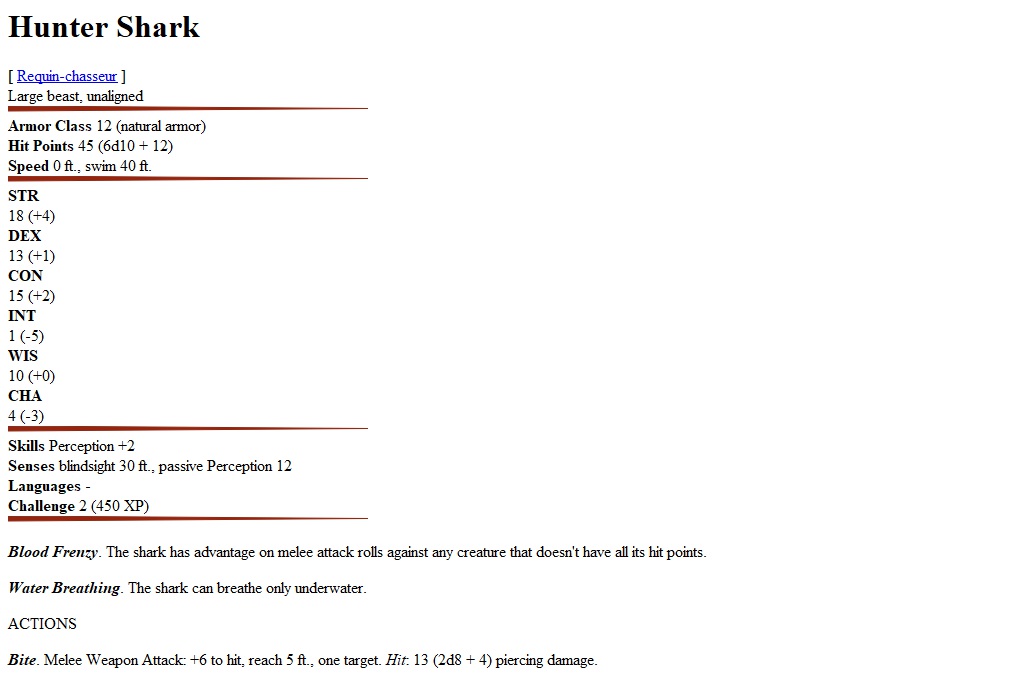 Hunter Shark
[ Requin-chasseur ]
Large beast, unaligned
Armor Class 12 (natural armor)
Hit Points 45 (6d10 + 12)
Speed 0 ft., swim 40 ft.
STR
18 (+4)
DEX
13 (+1)
CON
15 (+2)
INT
1 (-5)
WIS
10 (+0)
CHA
4 (-3)
Skills Perception +2
Senses blindsight 30 ft., passive Perception 12
Languages -
Challenge 2 (450 XP)
Blood Frenzy. The shark has advantage on melee attack rolls against any creature that doesn't have all its hit points.
Water Breathing. The shark can breathe only underwater.
ACTIONS
Bite. Melee Weapon Attack: +6 to hit, reach 5 ft., one target. Hit: 13 (2d8 + 4) piercing damage.